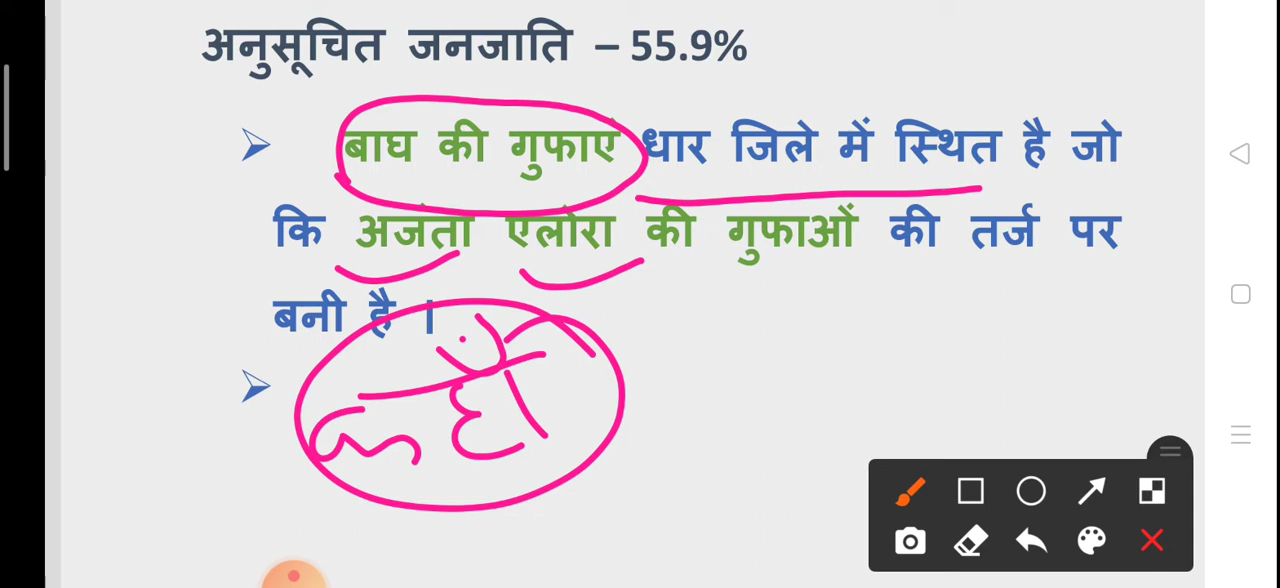 अनुसूचित जनजाति – 55.9%
➢ बाघ की गुफाएं धार जिले में स्थित है जो
कि अजंता एलोरा की गुफाओं की तर्ज पर
बनी है ।
➢